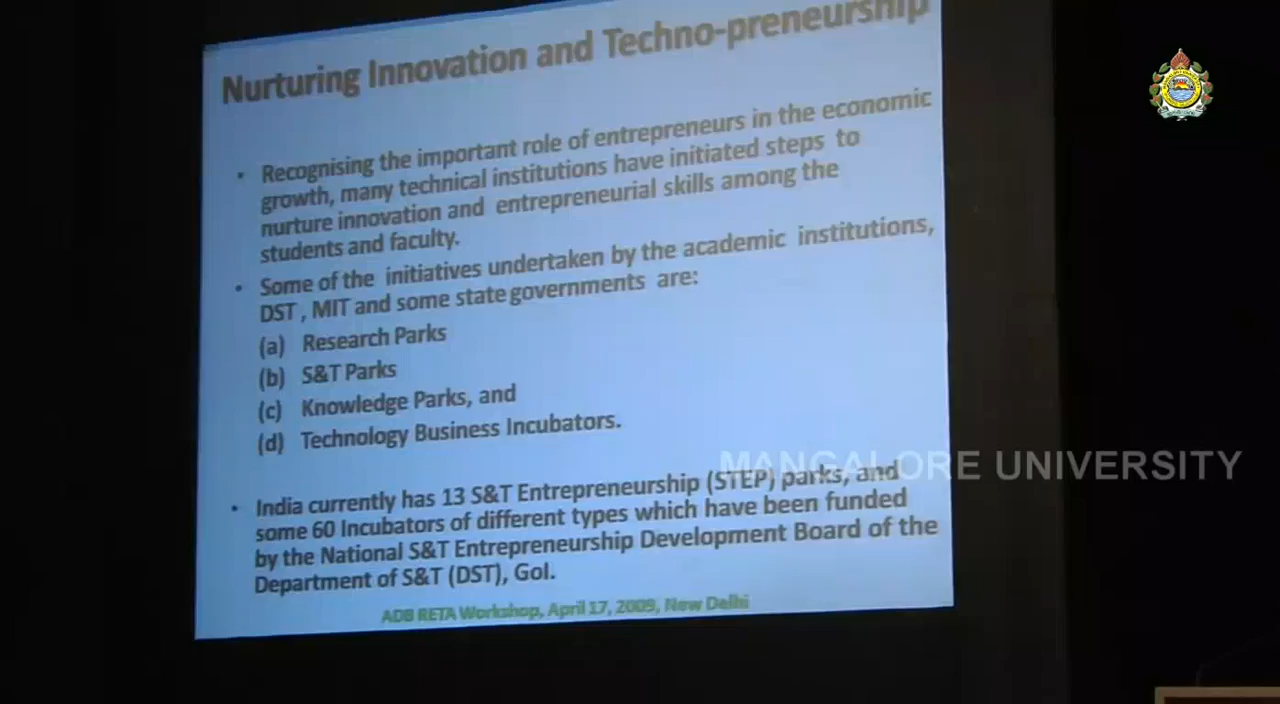 Nurturing Innovation and Techno-preneurship
• Recognising the important role of entrepreneurs in the economic
growth, many technical institutions have initiated steps to
nurture innovation and entrepreneurial skills among the
students and faculty.
• Some of the initiatives undertaken by the academic institutions,
DST , MIT and some state governments are:
(a) Research Parks
(b) S&T Parks
(c) Knowledge Parks, and
(d) Technology Business Incubators.
MANGALORE UNIVERSITY
• India currently has 13 S&T Entrepreneurship (STEP) parks, and
some 60 Incubators of different types which have been funded
by the National S&T Entrepreneurship Development Board of the
Department of S&T (DST), GoI.
ADB RETA Workshop, April 17, 2009, New Delhi